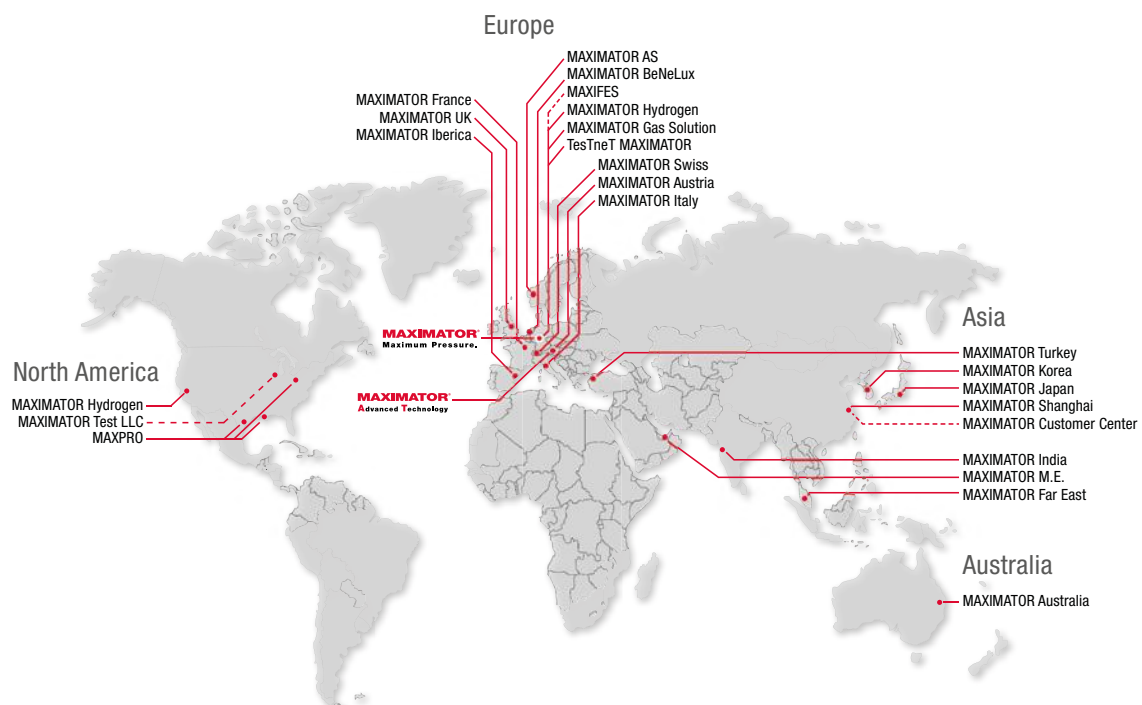 Europe
MAXIMATOR AS
MAXIMATOR BeNeLux
MAXIFES
MAXIMATOR Hydrogen
MAXIMATOR Gas Solution
TesTneT MAXIMATOR
MAXIMATOR Swiss
MAXIMATOR Austria
MAXIMATOR Italy
MAXIMATOR France
MAXIMATOR UK
MAXIMATOR Iberica
MAXIMATOR®
Maximum Pressure.
MAXIMATOR®
Advanced Technology
North America
MAXIMATOR Hydrogen
MAXIMATOR Test LLC
MAXPRO
Asia
MAXIMATOR Turkey
MAXIMATOR Korea
MAXIMATOR Japan
MAXIMATOR Shanghai
MAXIMATOR Customer Center
MAXIMATOR India
MAXIMATOR M.E.
MAXIMATOR Far East
Australia
MAXIMATOR Australia